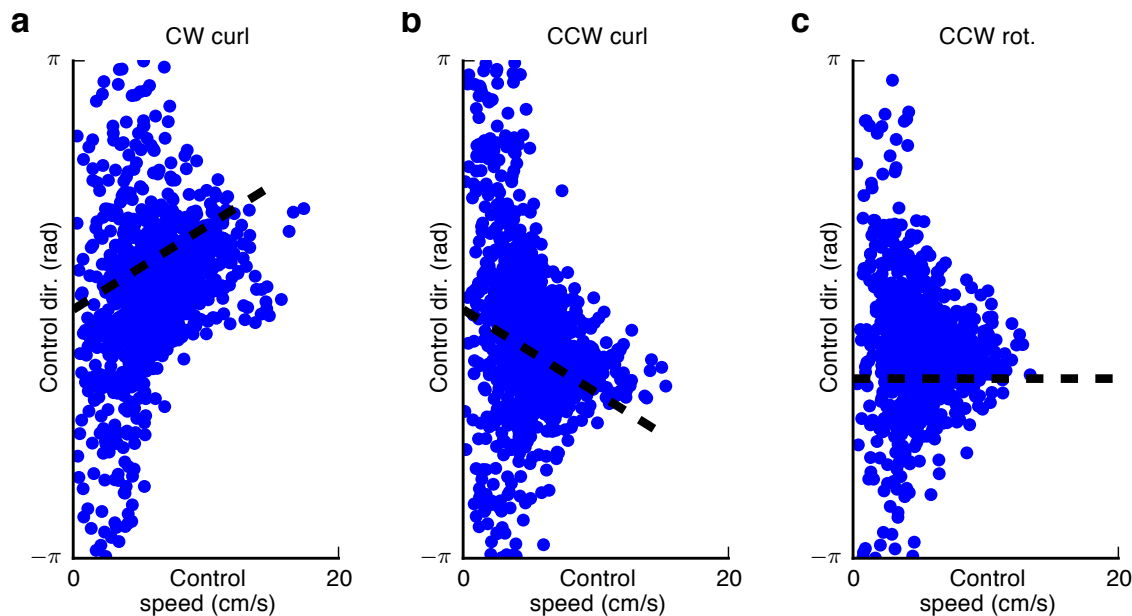 a
CW curl
π
Control dir. (rad)
−π
0
20
Control
speed (cm/s)
b
CCW curl
π
Control dir. (rad)
−π
0
20
Control
speed (cm/s)
c
CCW rot.
π
Control dir. (rad)
−π
0
20
Control
speed (cm/s)